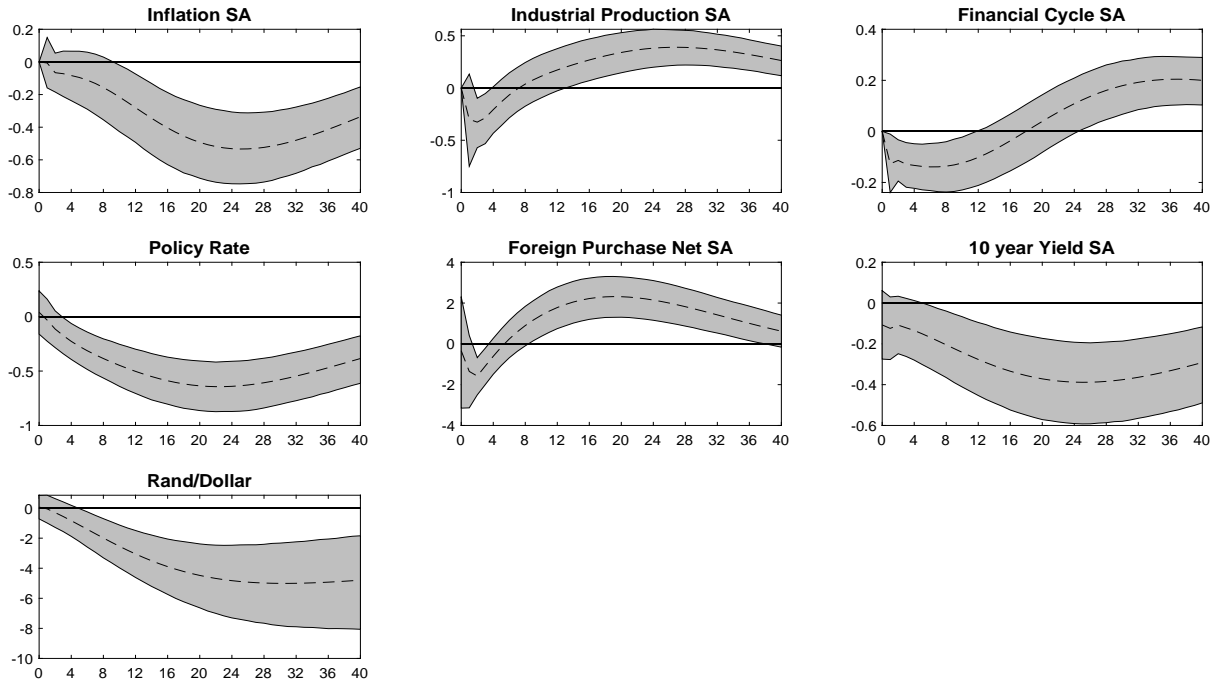 Inflation SA
0.2
0
-0.2
-0.4
-0.6
-0.8
0 4 8 12 16 20 24 28 32 36 40
Industrial Production SA
0.5
0
-0.5
-1
0 4 8 12 16 20 24 28 32 36 40
Financial Cycle SA
0.4
0.2
0
-0.2
0 4 8 12 16 20 24 28 32 36 40
Policy Rate
0.5
0
-0.5
-1
0 4 8 12 16 20 24 28 32 36 40
Foreign Purchase Net SA
4
2
0
-2
-4
0 4 8 12 16 20 24 28 32 36 40
10 year Yield SA
0.2
0
-0.2
-0.4
-0.6
0 4 8 12 16 20 24 28 32 36 40
Rand/Dollar
0
-2
-4
-6
-8
-10
0 4 8 12 16 20 24 28 32 36 40